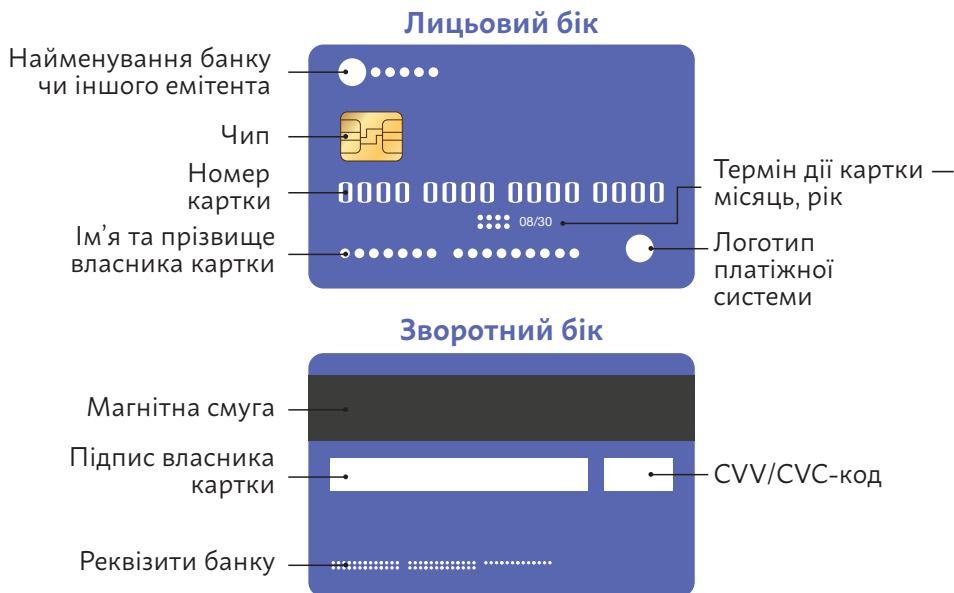 Лицьовий бік
Найменування банку
чи іншого емітента
Чип
Номер
картки
0000 0000 0000 0000
Термін дії картки —
місяць, рік
08/30
Ім’я та прізвище
власника картки
Логотип
платіжної
системи
Зворотний бік
Магнітна смуга
Підпис власника
картки
CVV/CVC-код
Реквізити банку